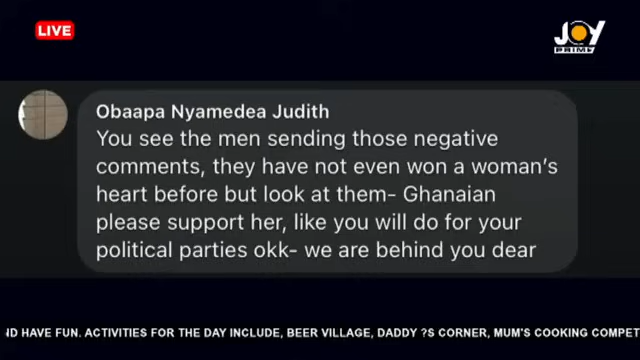 LIVE
JOY
PRIME
Obaapa Nyamedea Judith
You see the men sending those negative
comments, they have not even won a woman's
heart before but look at them- Ghanaian
please support her, like you will do for your
political parties okk- we are behind you dear
ND HAVE FUN. ACTIVITIES FOR THE DAY INCLUDE, BEER VILLAGE, DADDY ?S CORNER, MUM'S COOKING COMPET